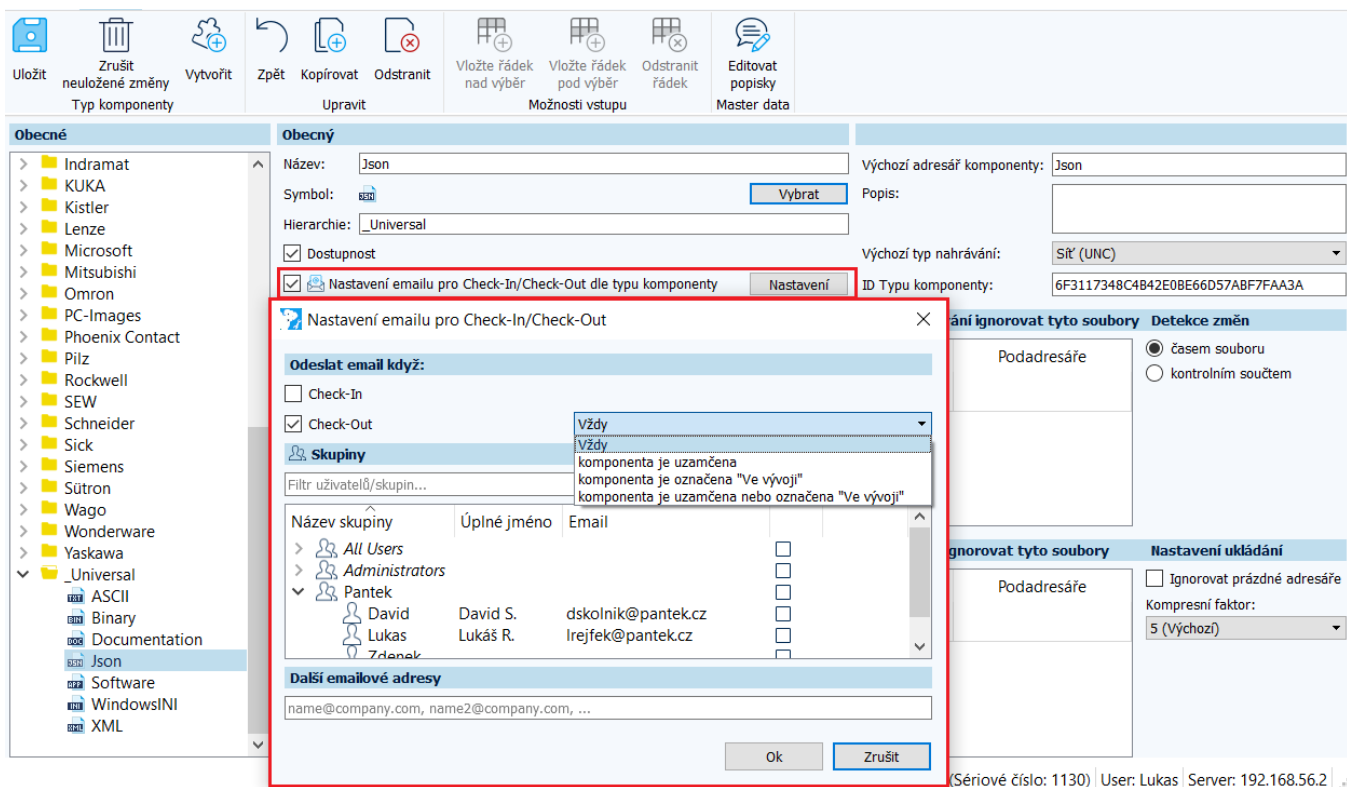 Uložit
Zrušit
neuložené změny
Vytvořit
Zpět
Kopírovat
Odstranit
Vložte řádek
nad výběr
Vložte řádek
pod výběr
Odstranit
řádek
Editovat
popisky
Typ komponenty
Upravit
Možnosti vstupu
Master data
Obecné
Indramat
KUKA
Kistler
Lenze
Microsoft
Mitsubishi
Omron
PC-Images
Phoenix Contact
Pilz
Rockwell
SEW
Schneider
Sick
Siemens
Sütron
Wago
Wonderware
Yaskawa
_Universal
ASCII
Binary
Documentation
Json
Software
WindowsINI
XML
Obecný
Název: Json
Symbol: Vybrat
Hierarchie: _Universal
Dostupnost
Nastavení emailu pro Check-In/Check-Out dle typu komponenty Nastavení
Výchozí adresář komponenty: Json
Popis:
Výchozí typ nahrávání: Síť (UNC)
ID Typu komponenty: 6F3117348C4B42E0BE66D57ABF7FAA3A
Nastavení emailu pro Check-In/Check-Out
Odeslat email když:
Check-In
Check-Out Vždy
Vždy
komponenta je uzamčena
komponenta je označena "Ve vývoji"
komponenta je uzamčena nebo označena "Ve vývoji"
Skupiny
Filtr uživatelů/skupin...
Název skupiny Úplné jméno Email
All Users
Administrators
Pantek
David David S. dskolnik@pantek.cz
Lukas Lukáš R. lrejfek@pantek.cz
Zdenek
Další emailové adresy
name@company.com, name2@company.com, ...
Ok Zrušit
ání ignorovat tyto soubory Detekce změn
Podadresáře
časem souboru
kontrolním součtem
gnorovat tyto soubory Nastavení ukládání
Podadresáře
Ignorovat prázdné adresáře
Kompresní faktor:
5 (Výchozí)
(Sériové číslo: 1130) User: Lukas Server: 192.168.56.2